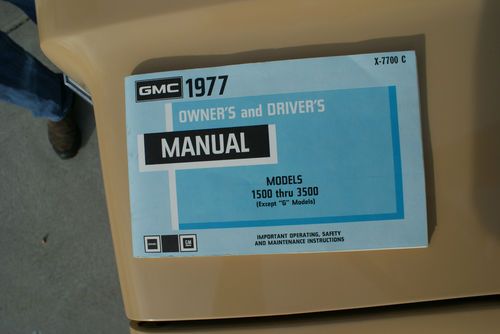 X-7700 C
GMC 1977
OWNER'S and DRIVER'S
MANUAL
MODELS
1500 thru 3500
(Except "G" Models)
GM
IMPORTANT OPERATING, SAFETY
AND MAINTENANCE INSTRUCTIONS